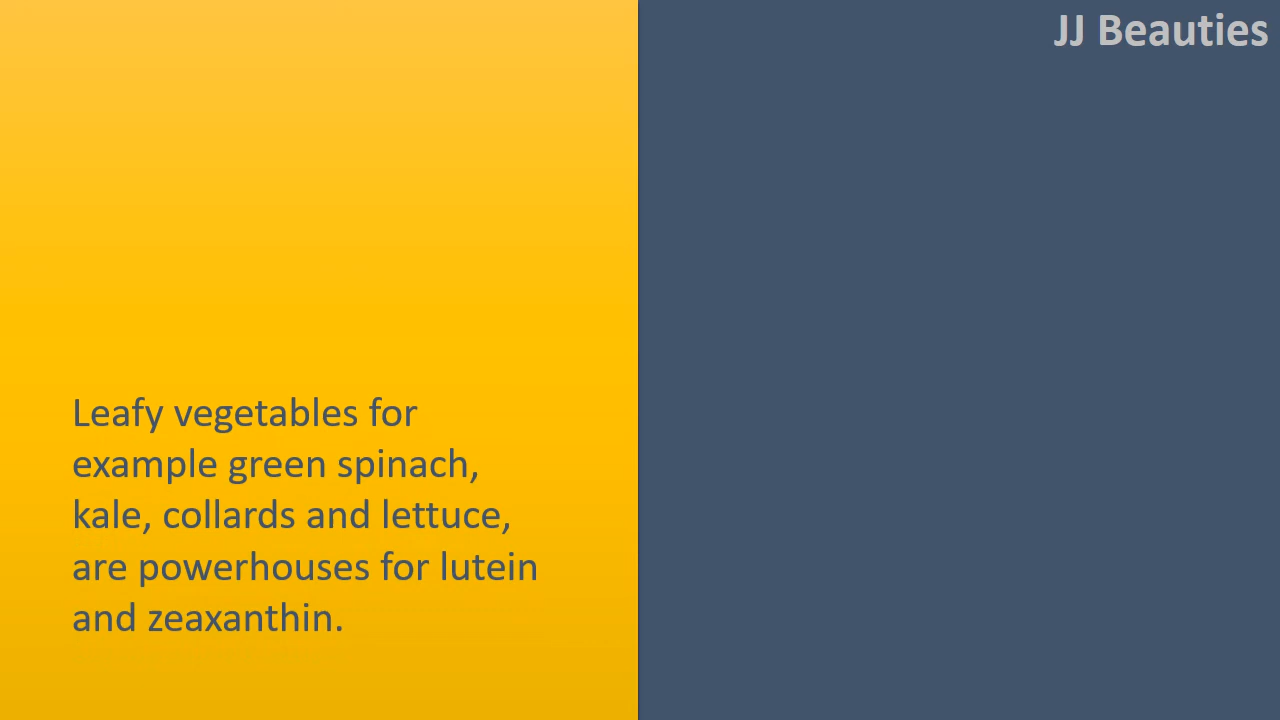 JJ Beauties
Leafy vegetables for
example green spinach,
kale, collards and lettuce,
are powerhouses for lutein
and zeaxanthin.